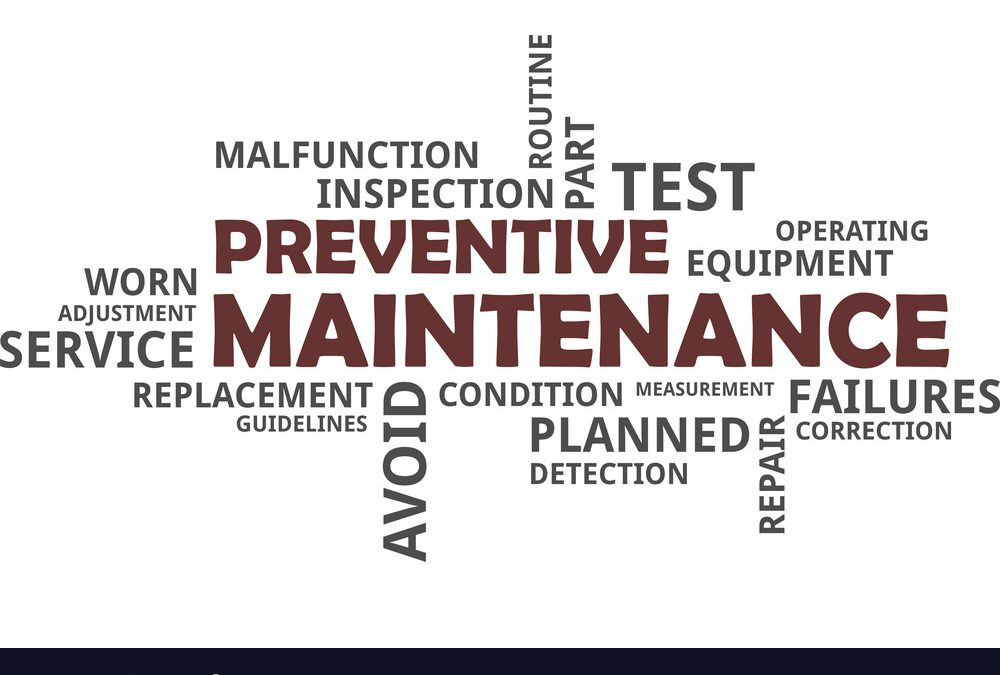 ROUTINE
PART
MALFUNCTION
TEST
INSPECTION
PREVENTIVE
OPERATING
EQUIPMENT
WORN
ADJUSTMENT
MAINTENANCE
SERVICE
REPLACEMENT
CONDITION
MEASUREMENT
FAILURES
GUIDELINES
AVOID
PLANNED
REPAIR
CORRECTION
DETECTION